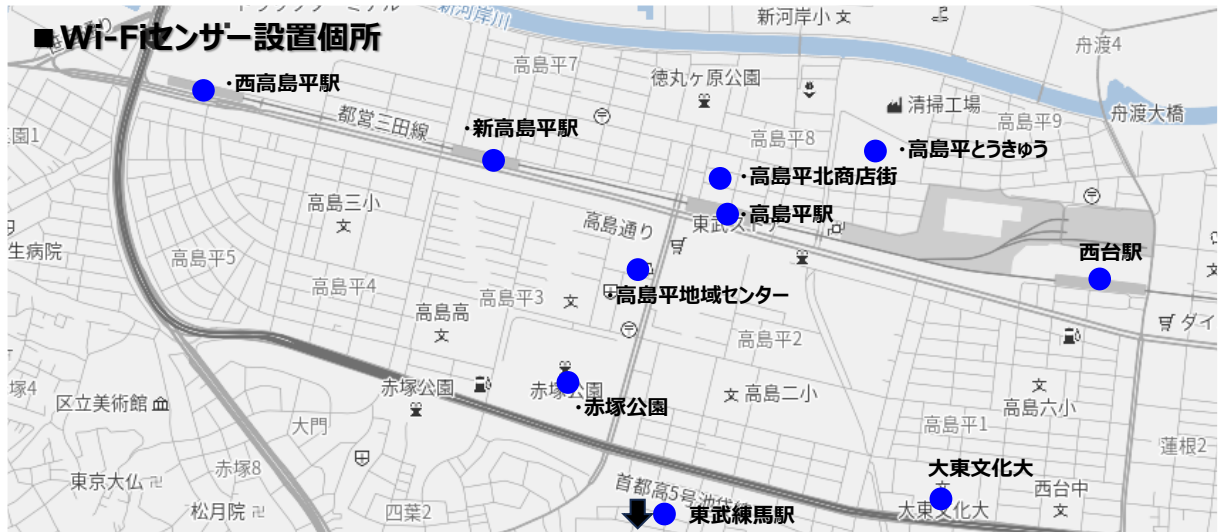 ■ Wi-Fiセンサー設置個所
新河岸川
新河岸小
舟渡4
高島平7
徳丸ヶ原公園
・西高島平駅
清掃工場
舟渡大橋
都営三田線
・新高島平駅
高島平8
高島平9
・高島平とうきゅう
・高島平北商店街
高島三小
高島通り
・高島平駅
生病院
高島平5
西台駅
高島平4
高島平3
・高島平地域センター
高島高
ダイ
高島平2
塚4
区立美術館
赤塚公園
赤塚公園
・赤塚公園
高島二小
高島六小
大門
高島平1
蓮根2
赤塚8
大東文化大
東京大仏
首都高5号池袋線
西台中
松月院
四葉2
東武練馬駅
大東文化大